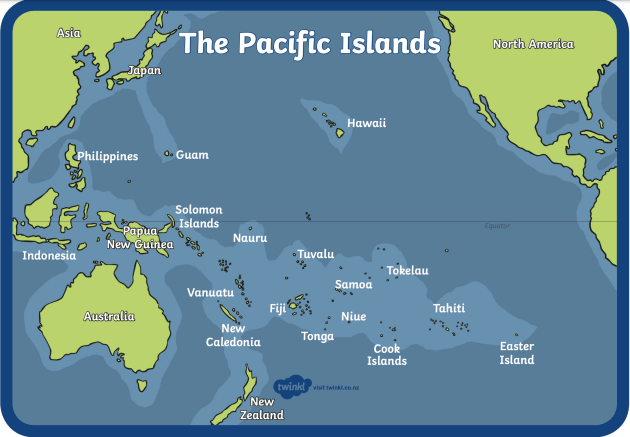 The Pacific Islands
Asia
North America
Japan
Hawaii
Philippines
Guam
Solomon
Islands
Equator
Papua
New Guinea
Nauru
Indonesia
Tuvalu
Tokelau
Samoa
Vanuatu
Fiji
Niue
Tahiti
Australia
New
Caledonia
Tonga
Cook
Islands
Easter
Island
twinkl
visit twinkl.co.nz
New
Zealand